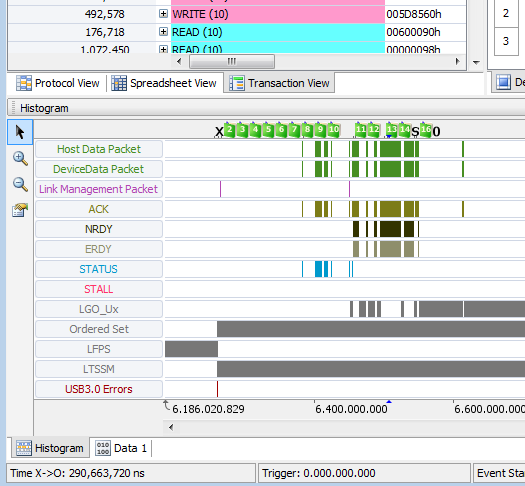 492,578 WRITE (10) 005D8560h 2
176,718 READ (10) 00600090h
1,072,450 READ (10) 00000098h 3
Protocol View Spreadsheet View Transaction View De
Histogram
X 2 3 4 5 6 7 8 9 10 11 12 13 14 S 16 0
Host Data Packet
DeviceData Packet
Link Management Packet
ACK
NRDY
ERDY
STATUS
STALL
LGO_Ux
Ordered Set
LFPS
LTSSM
USB3.0 Errors
6.186.020.829 6.400.000.000 6.600.000.00
Histogram Data 1
Time X->O: 290,663,720 ns Trigger: 0.000.000.000 Event Sta